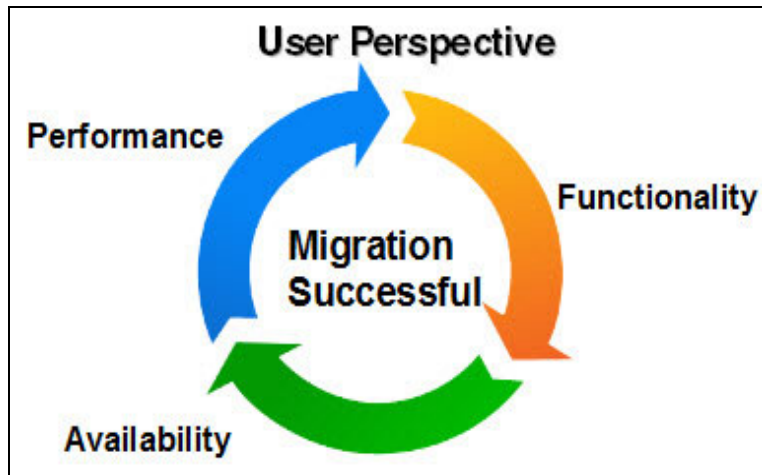 User Perspective
Performance
Functionality
Migration
Successful
Availability